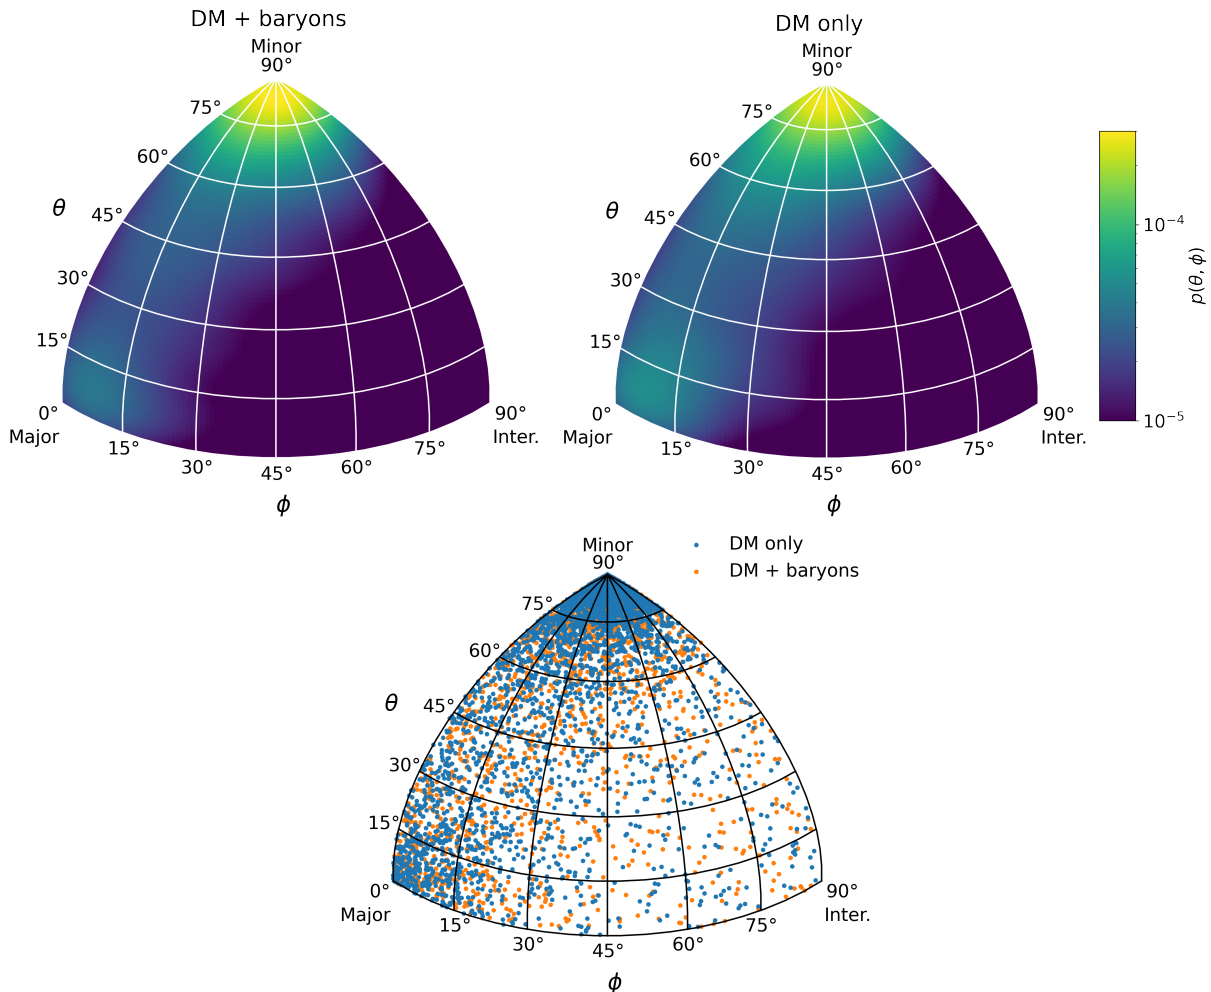 DM + baryons
Minor
90°
75°
60°
θ
45°
30°
15°
0°
Major
15°
30°
45°
60°
75°
90°
Inter.
ϕ
DM only
Minor
90°
75°
60°
θ
45°
30°
15°
0°
Major
15°
30°
45°
60°
75°
90°
Inter.
ϕ
10⁻⁴
p(θ, ϕ)
10⁻⁵
Minor
90°
DM only
DM + baryons
75°
60°
θ
45°
30°
15°
0°
Major
15°
30°
45°
60°
75°
90°
Inter.
ϕ